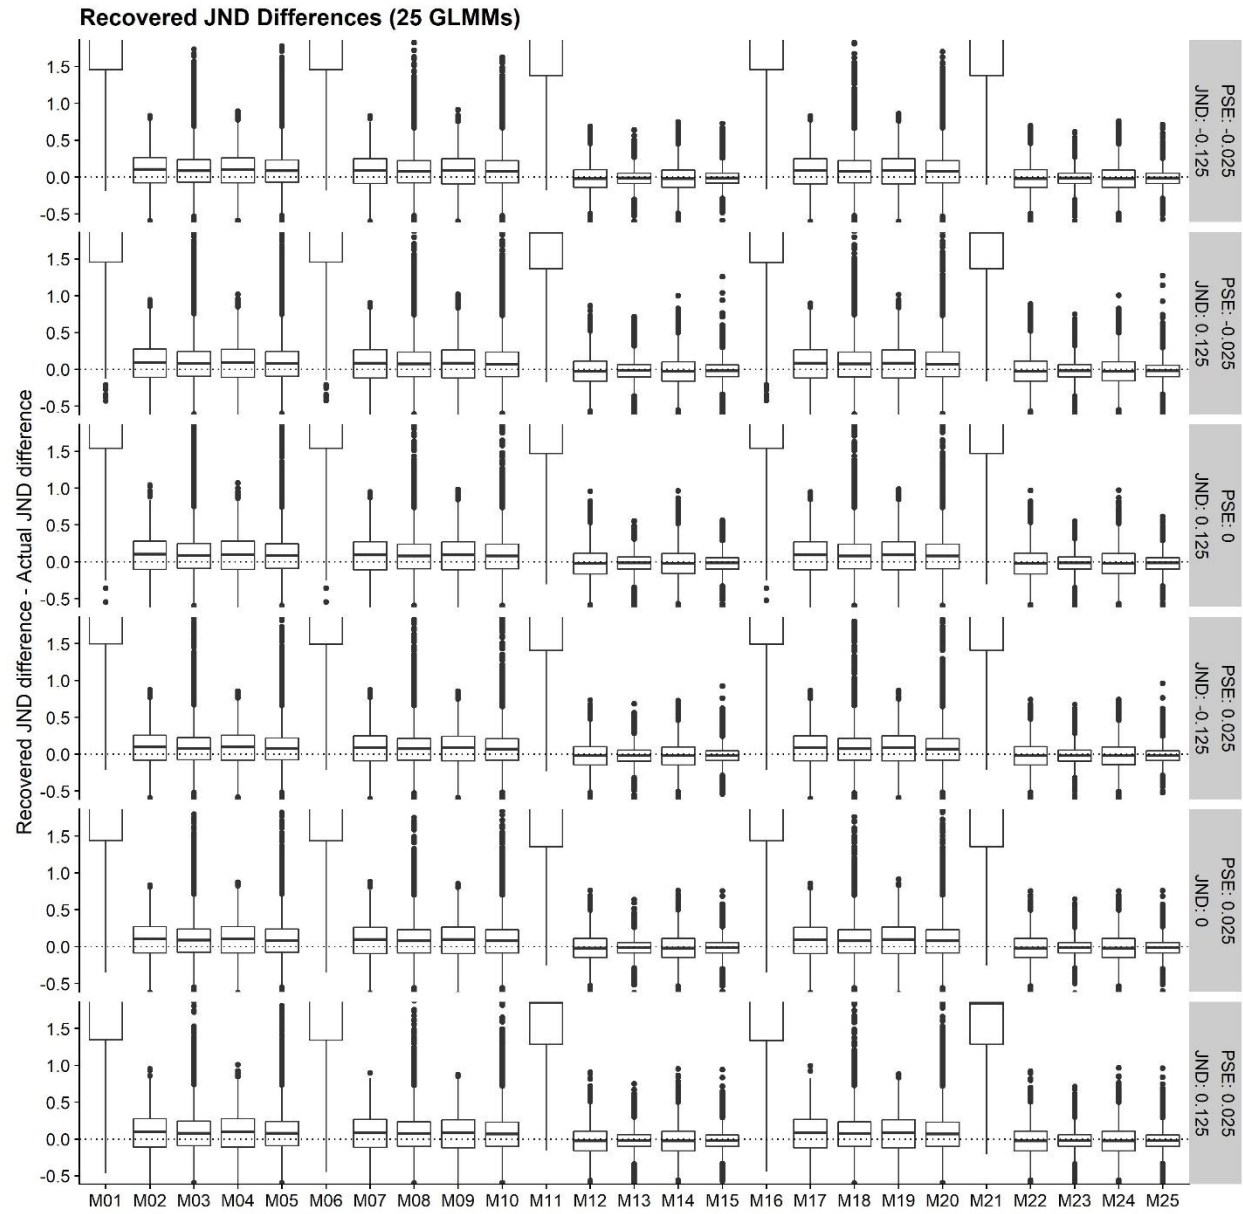 Recovered JND Differences (25 GLMMs)
Recovered JND difference - Actual JND difference
1.5
1.0
0.5
0.0
-0.5
PSE: -0.025
JND: -0.125
1.5
1.0
0.5
0.0
-0.5
PSE: -0.025
JND: 0.125
1.5
1.0
0.5
0.0
-0.5
PSE: 0
JND: 0.125
1.5
1.0
0.5
0.0
-0.5
PSE: 0.025
JND: -0.125
1.5
1.0
0.5
0.0
-0.5
PSE: 0.025
JND: 0
1.5
1.0
0.5
0.0
-0.5
PSE: 0.025
JND: 0.125
M01 M02 M03 M04 M05 M06 M07 M08 M09 M10 M11 M12 M13 M14 M15 M16 M17 M18 M19 M20 M21 M22 M23 M24 M25